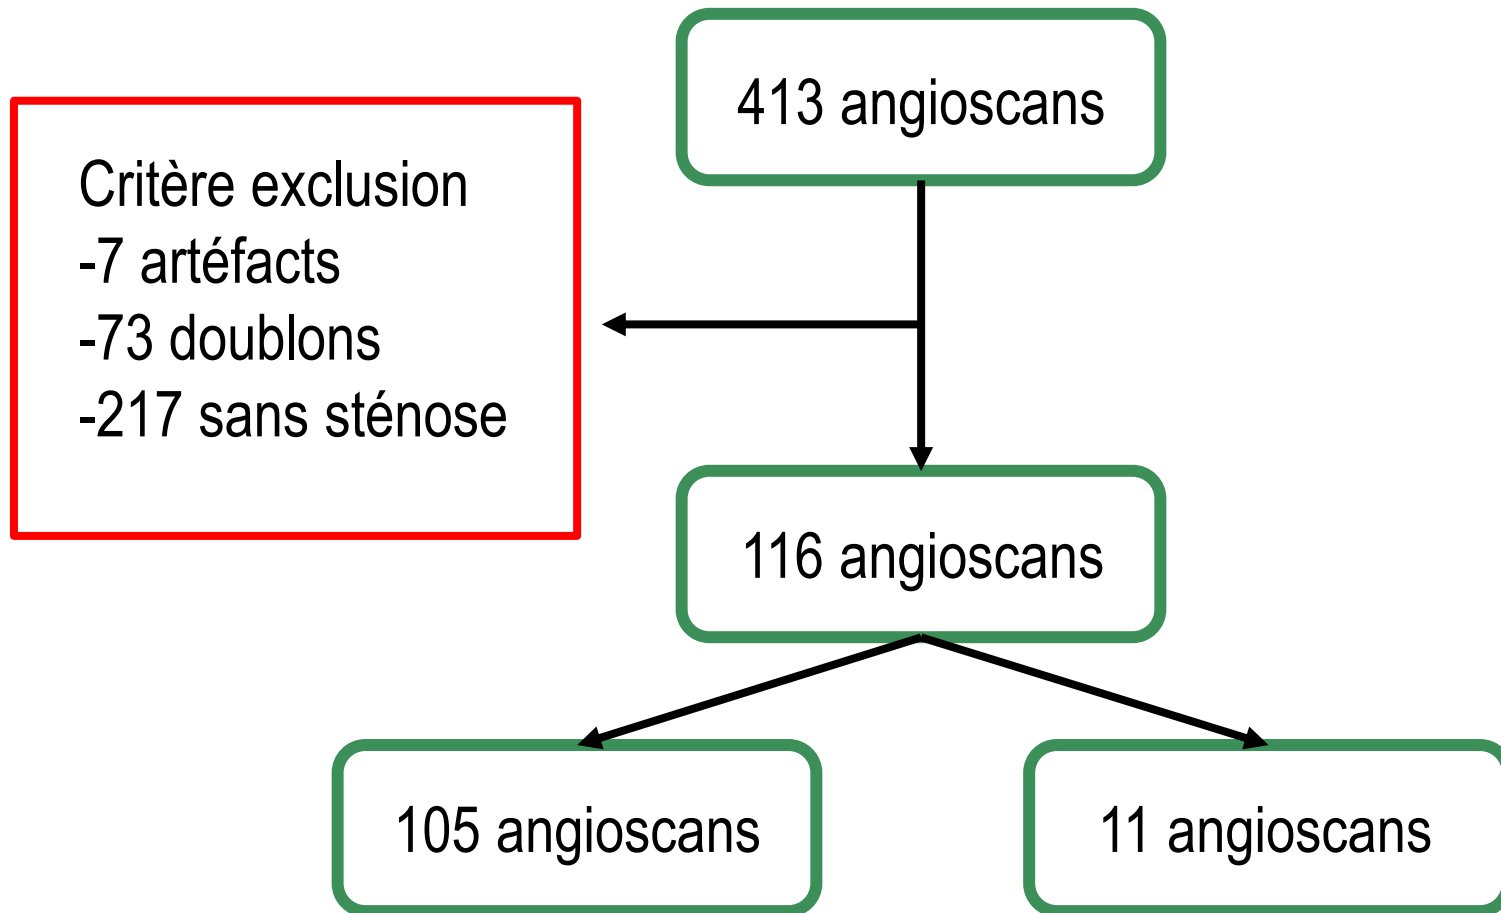 413 angioscans
Critère exclusion
-7 artéfacts
-73 doublons
-217 sans sténose
116 angioscans
105 angioscans
11 angioscans